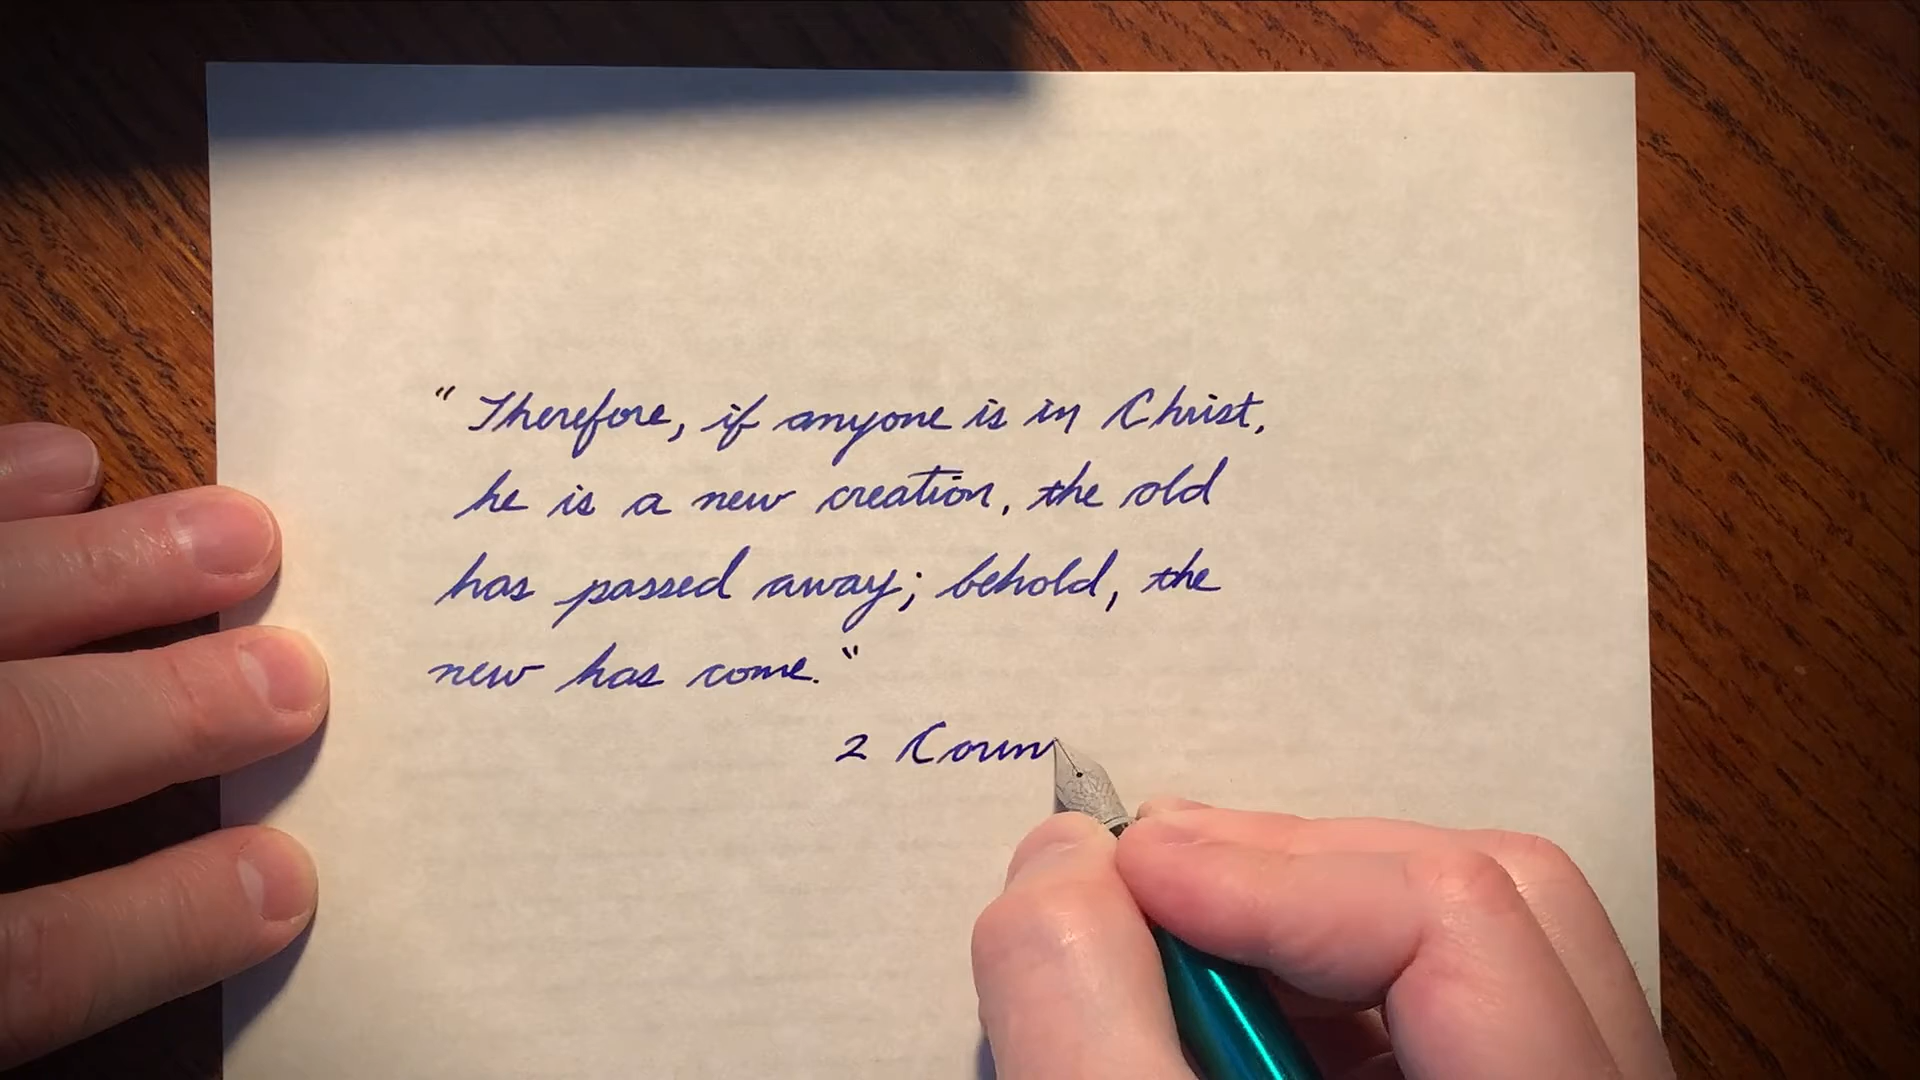 "Therefore, if anyone is in Christ,
he is a new creation, the old
has passed away; behold, the
new has come."
2 Corin